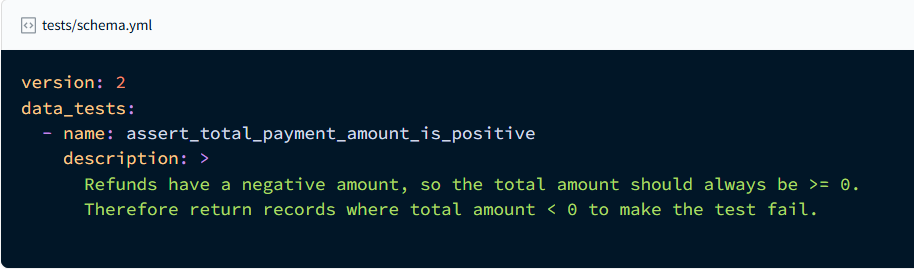 tests/schema.yml
version: 2
data_tests:
  - name: assert_total_payment_amount_is_positive
    description: >
      Refunds have a negative amount, so the total amount should always be >= 0.
      Therefore return records where total amount < 0 to make the test fail.